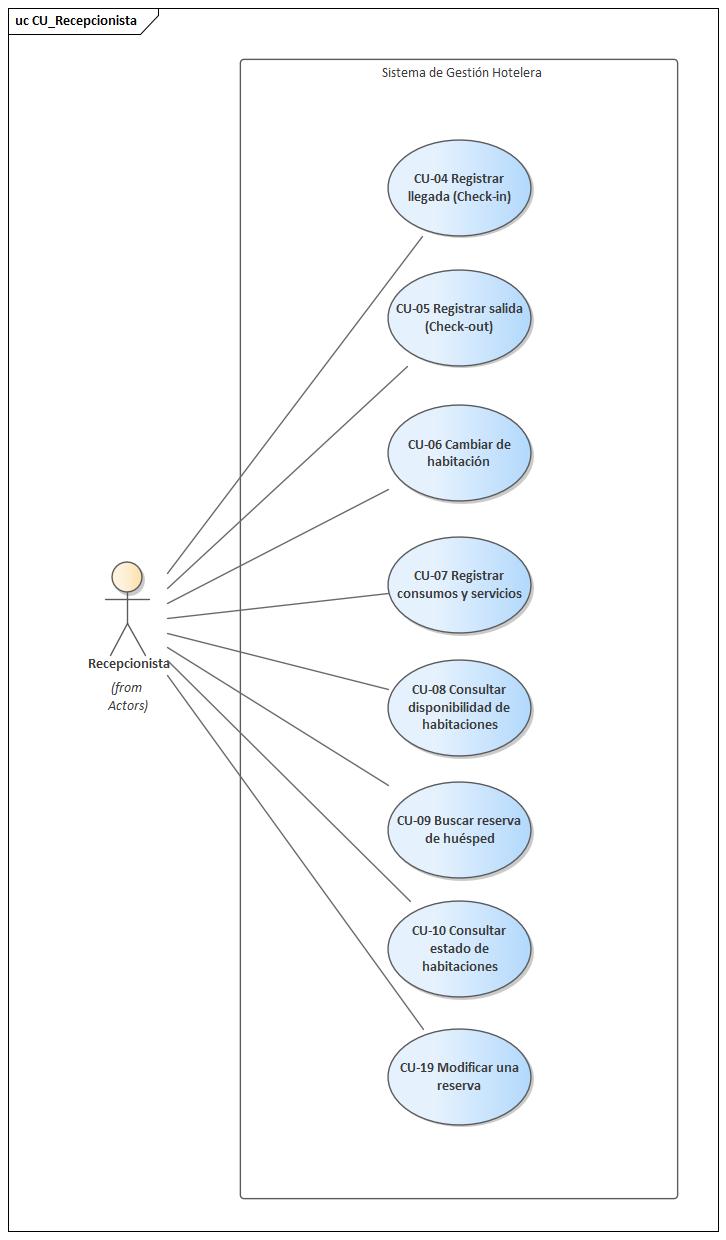 uc CU_Recepcionista
Sistema de Gestión Hotelera
CU-04 Registrar
llegada (Check-in)
CU-05 Registrar salida
(Check-out)
CU-06 Cambiar de
habitación
CU-07 Registrar
consumos y servicios
Recepcionista
(from
Actors)
CU-08 Consultar
disponibilidad de
habitaciones
CU-09 Buscar reserva
de huésped
CU-10 Consultar
estado de
habitaciones
CU-19 Modificar una
reserva